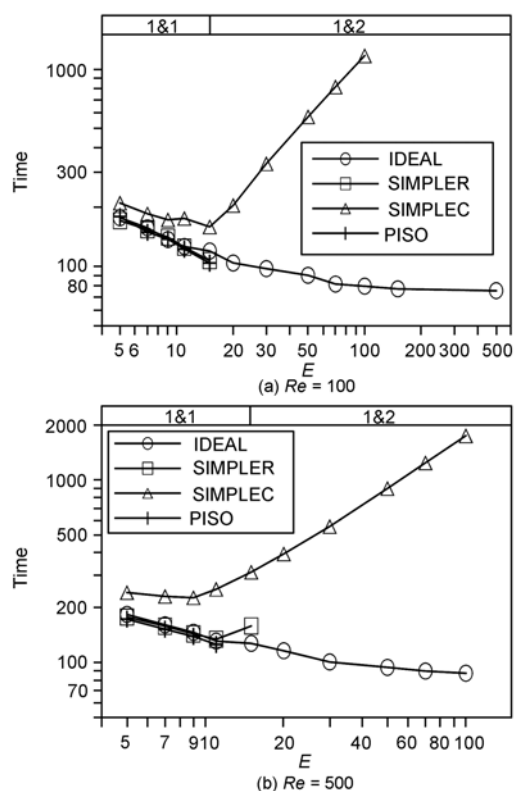 1&1 1&2
1000
300
100
80
Time
IDEAL
SIMPLER
SIMPLEC
PISO
5 6 10 20 30 50 100 200 300 500
E
(a) Re = 100
1&1 1&2
2000
1000
500
200
100
70
Time
IDEAL
SIMPLER
SIMPLEC
PISO
5 7 910 20 40 60 80 100
E
(b) Re = 500